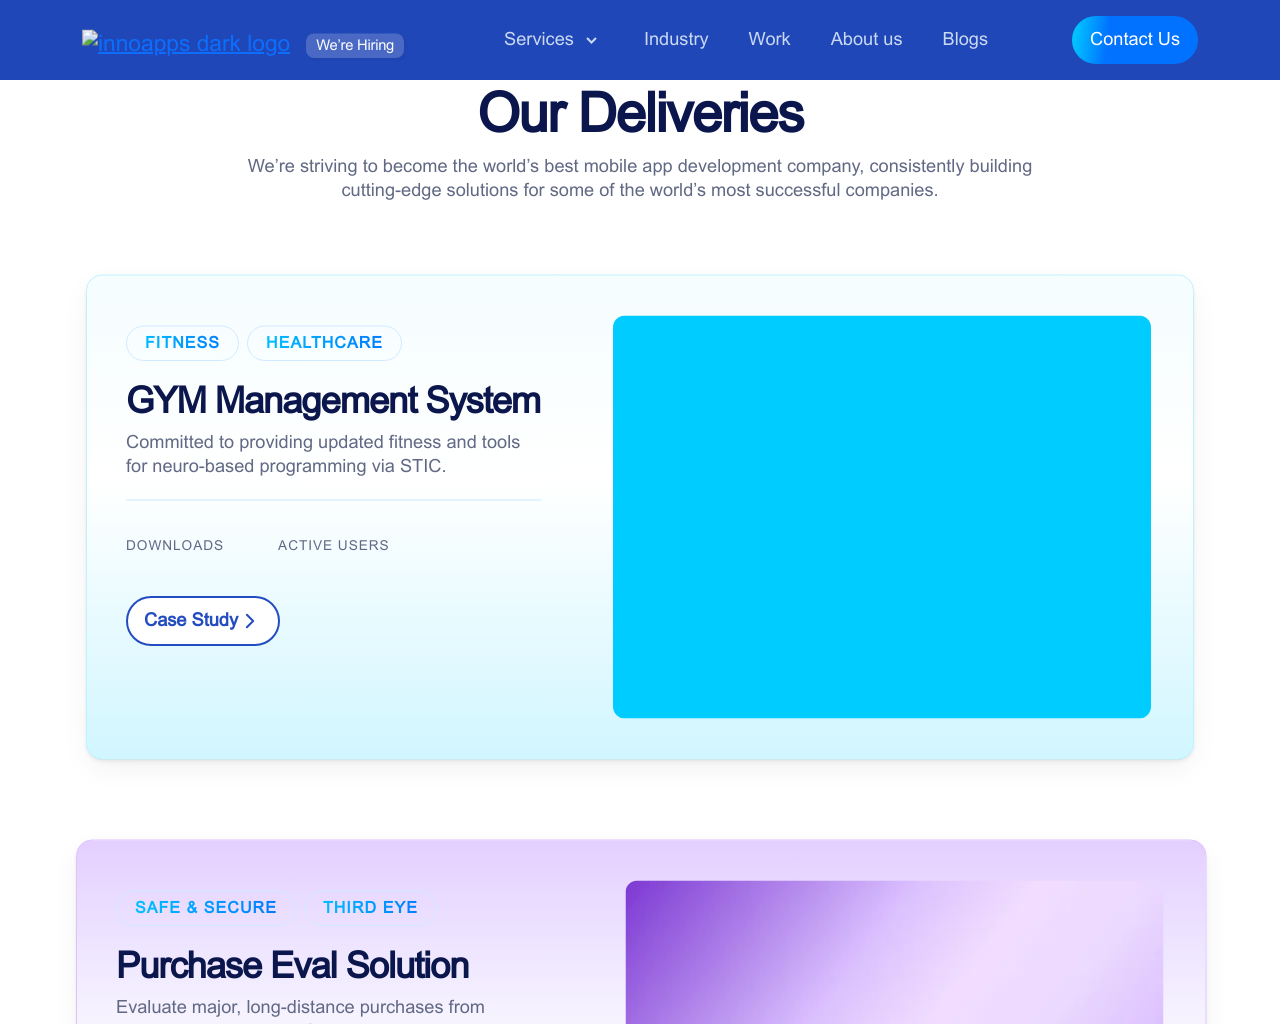 innoapps dark logo
We're Hiring
Services
Industry
Work
About us
Blogs
Contact Us
Our Deliveries
We're striving to become the world's best mobile app development company, consistently building
cutting-edge solutions for some of the world's most successful companies.
FITNESS
HEALTHCARE
GYM Management System
Committed to providing updated fitness and tools
for neuro-based programming via STIC.
DOWNLOADS
ACTIVE USERS
Case Study
SAFE & SECURE
THIRD EYE
Purchase Eval Solution
Evaluate major, long-distance purchases from